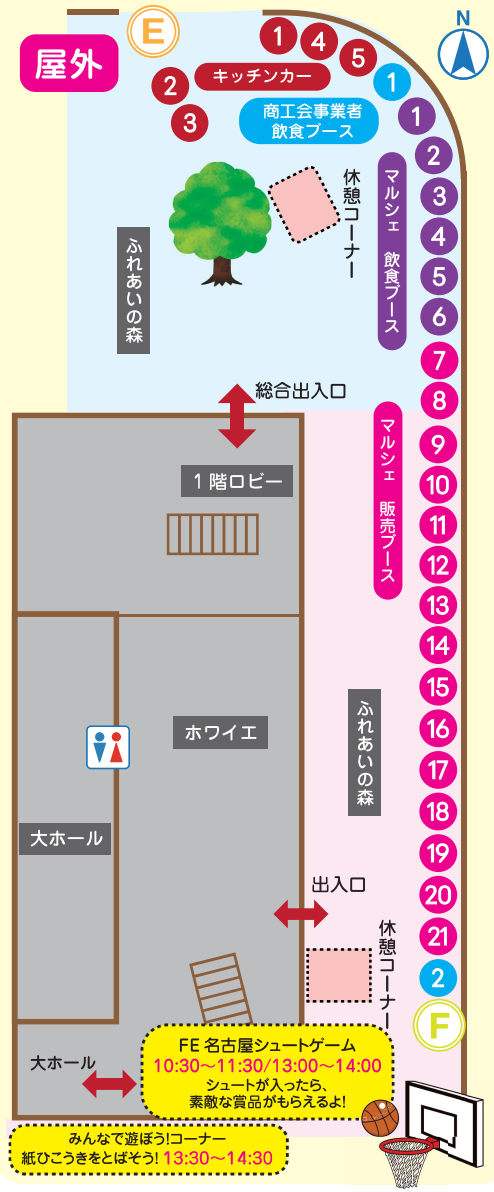 E
N
屋外
1
4
5
2
3
キッチンカー
1
商工会事業者
飲食ブース
1
2
3
4
5
6
マルシェ 飲食ブース
休憩コーナー
ふれあいの森
7
8
9
10
11
12
13
14
15
16
17
18
19
20
21
2
F
マルシェ 販売ブース
総合出入口
1階ロビー
ホワイエ
ふれあいの森
大ホール
出入口
休憩コーナー
大ホール
FE 名古屋シュートゲーム
10:30～11:30/13:00～14:00
シュートが入ったら、
素敵な賞品がもらえるよ!
みんなで遊ぼう!コーナー
紙ひこうきをとばそう! 13:30～14:30